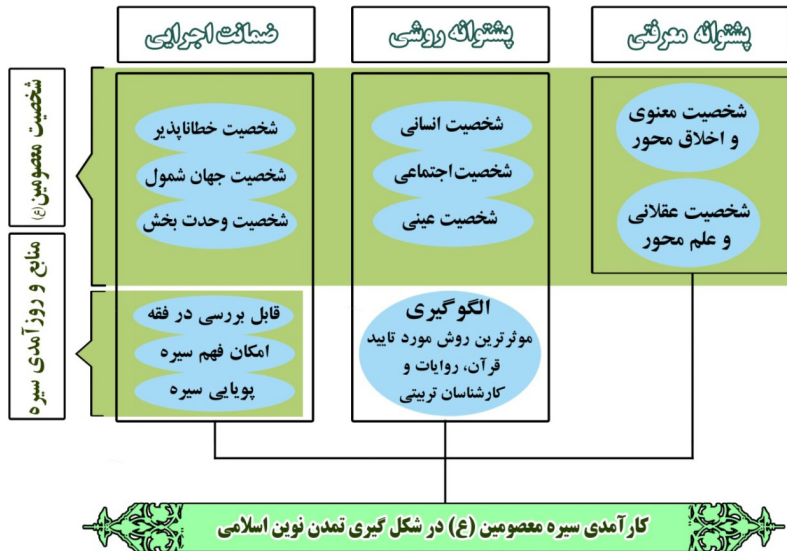 پشتوانه معرفتی
پشتوانه روشی
ضمانت اجرایی
شخصیت معنوی
و اخلاق محور
شخصیت عقلانی
و علم محور
شخصیت انسانی
شخصیت اجتماعی
شخصیت عینی
الگوگیری
موثرترین روش مورد تایید
قرآن، روایات و
کارشناسان تربیتی
شخصیت خطاناپذیر
شخصیت جهان شمول
شخصیت وحدت بخش
قابل بررسی در فقه
امکان فهم سیره
پویایی سیره
شخصیت معصومین (ع)
منابع و روزآمدی سیره
کارآمدی سیره معصومین (ع) در شکل گیری تمدن نوین اسلامی